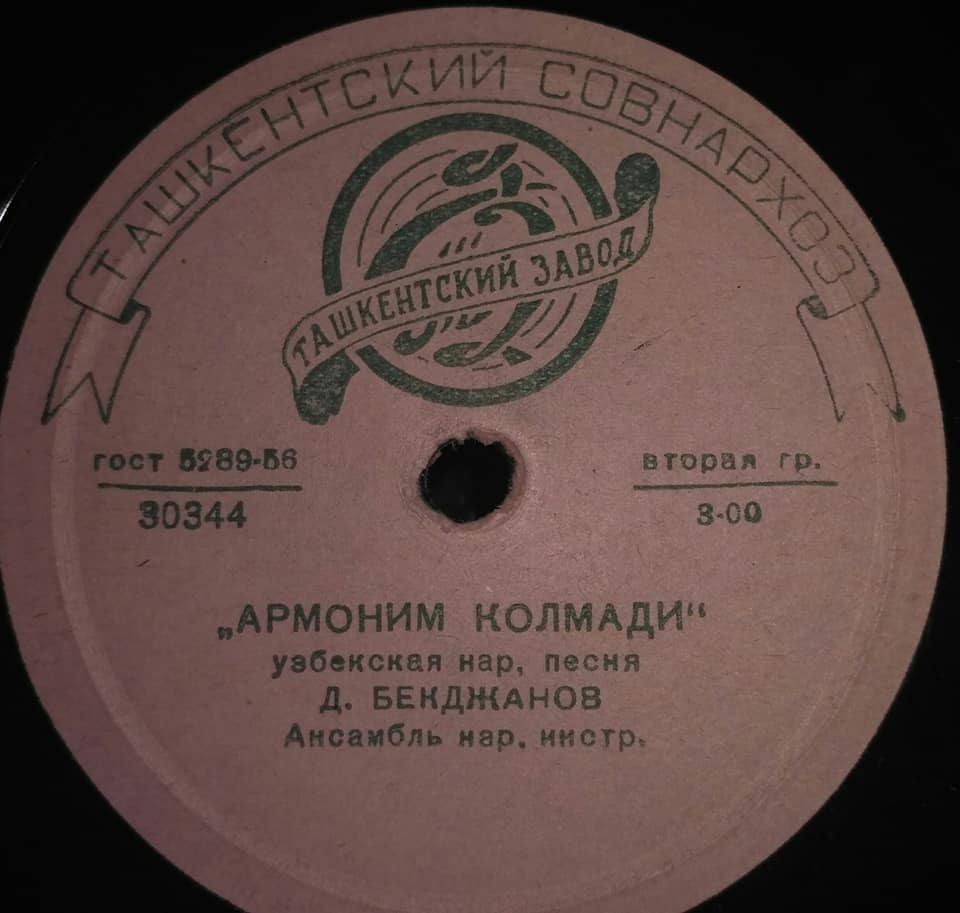 ТАШКЕНТСКИЙ СОВНАРХОЗ
ТАШКЕНТСКИЙ ЗАВОД
гост 5289-56
30344
вторая гр.
3-00
„АРМОНИМ КОЛМАДИ“
узбекская нар, песня
Д. БЕКДЖАНОВ
Ансамбль нар. инстр.